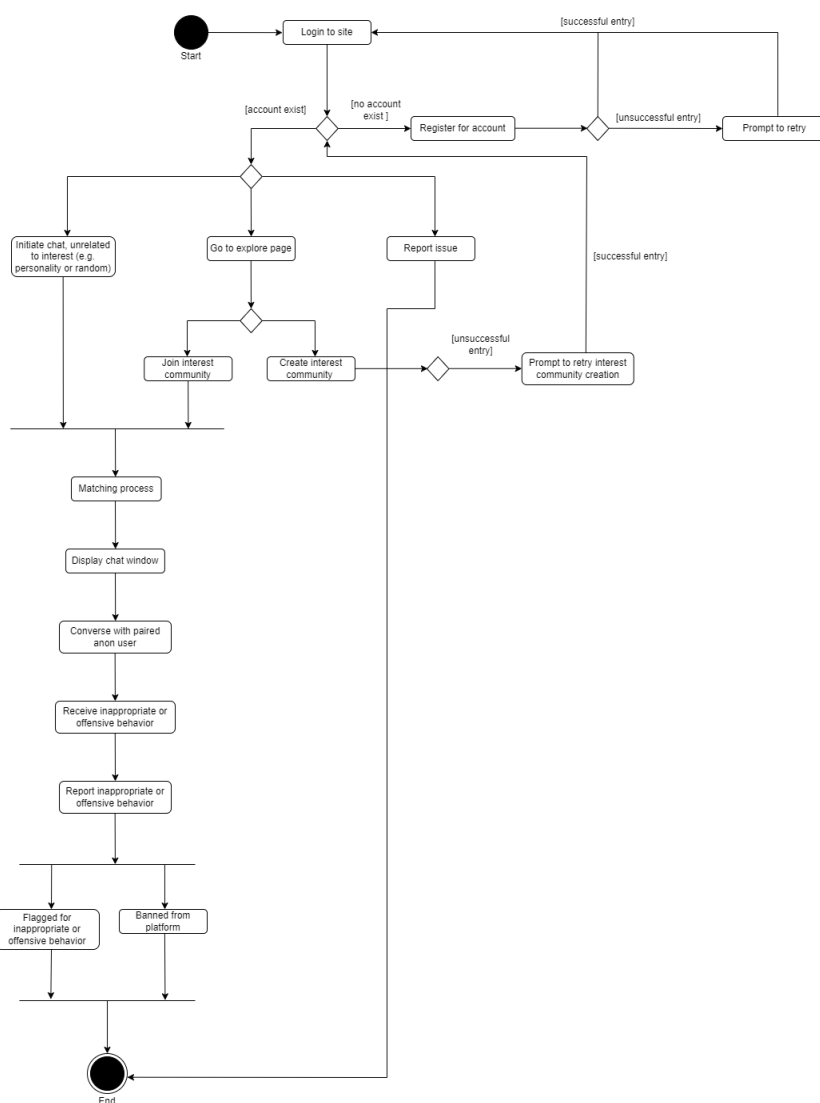 [successful entry]
Login to site
Start
[account exist]
[no account
exist ]
Register for account
[unsuccessful entry]
Prompt to retry
Initiate chat, unrelated
to interest (e.g.
personality or random)
Go to explore page
Report issue
[successful entry]
[unsuccessful
entry]
Join interest
community
Create interest
community
Prompt to retry interest
community creation
Matching process
Display chat window
Converse with paired
anon user
Receive inappropriate or
offensive behavior
Report inappropriate or
offensive behavior
Flagged for
inappropriate or
offensive behavior
Banned from
platform
End